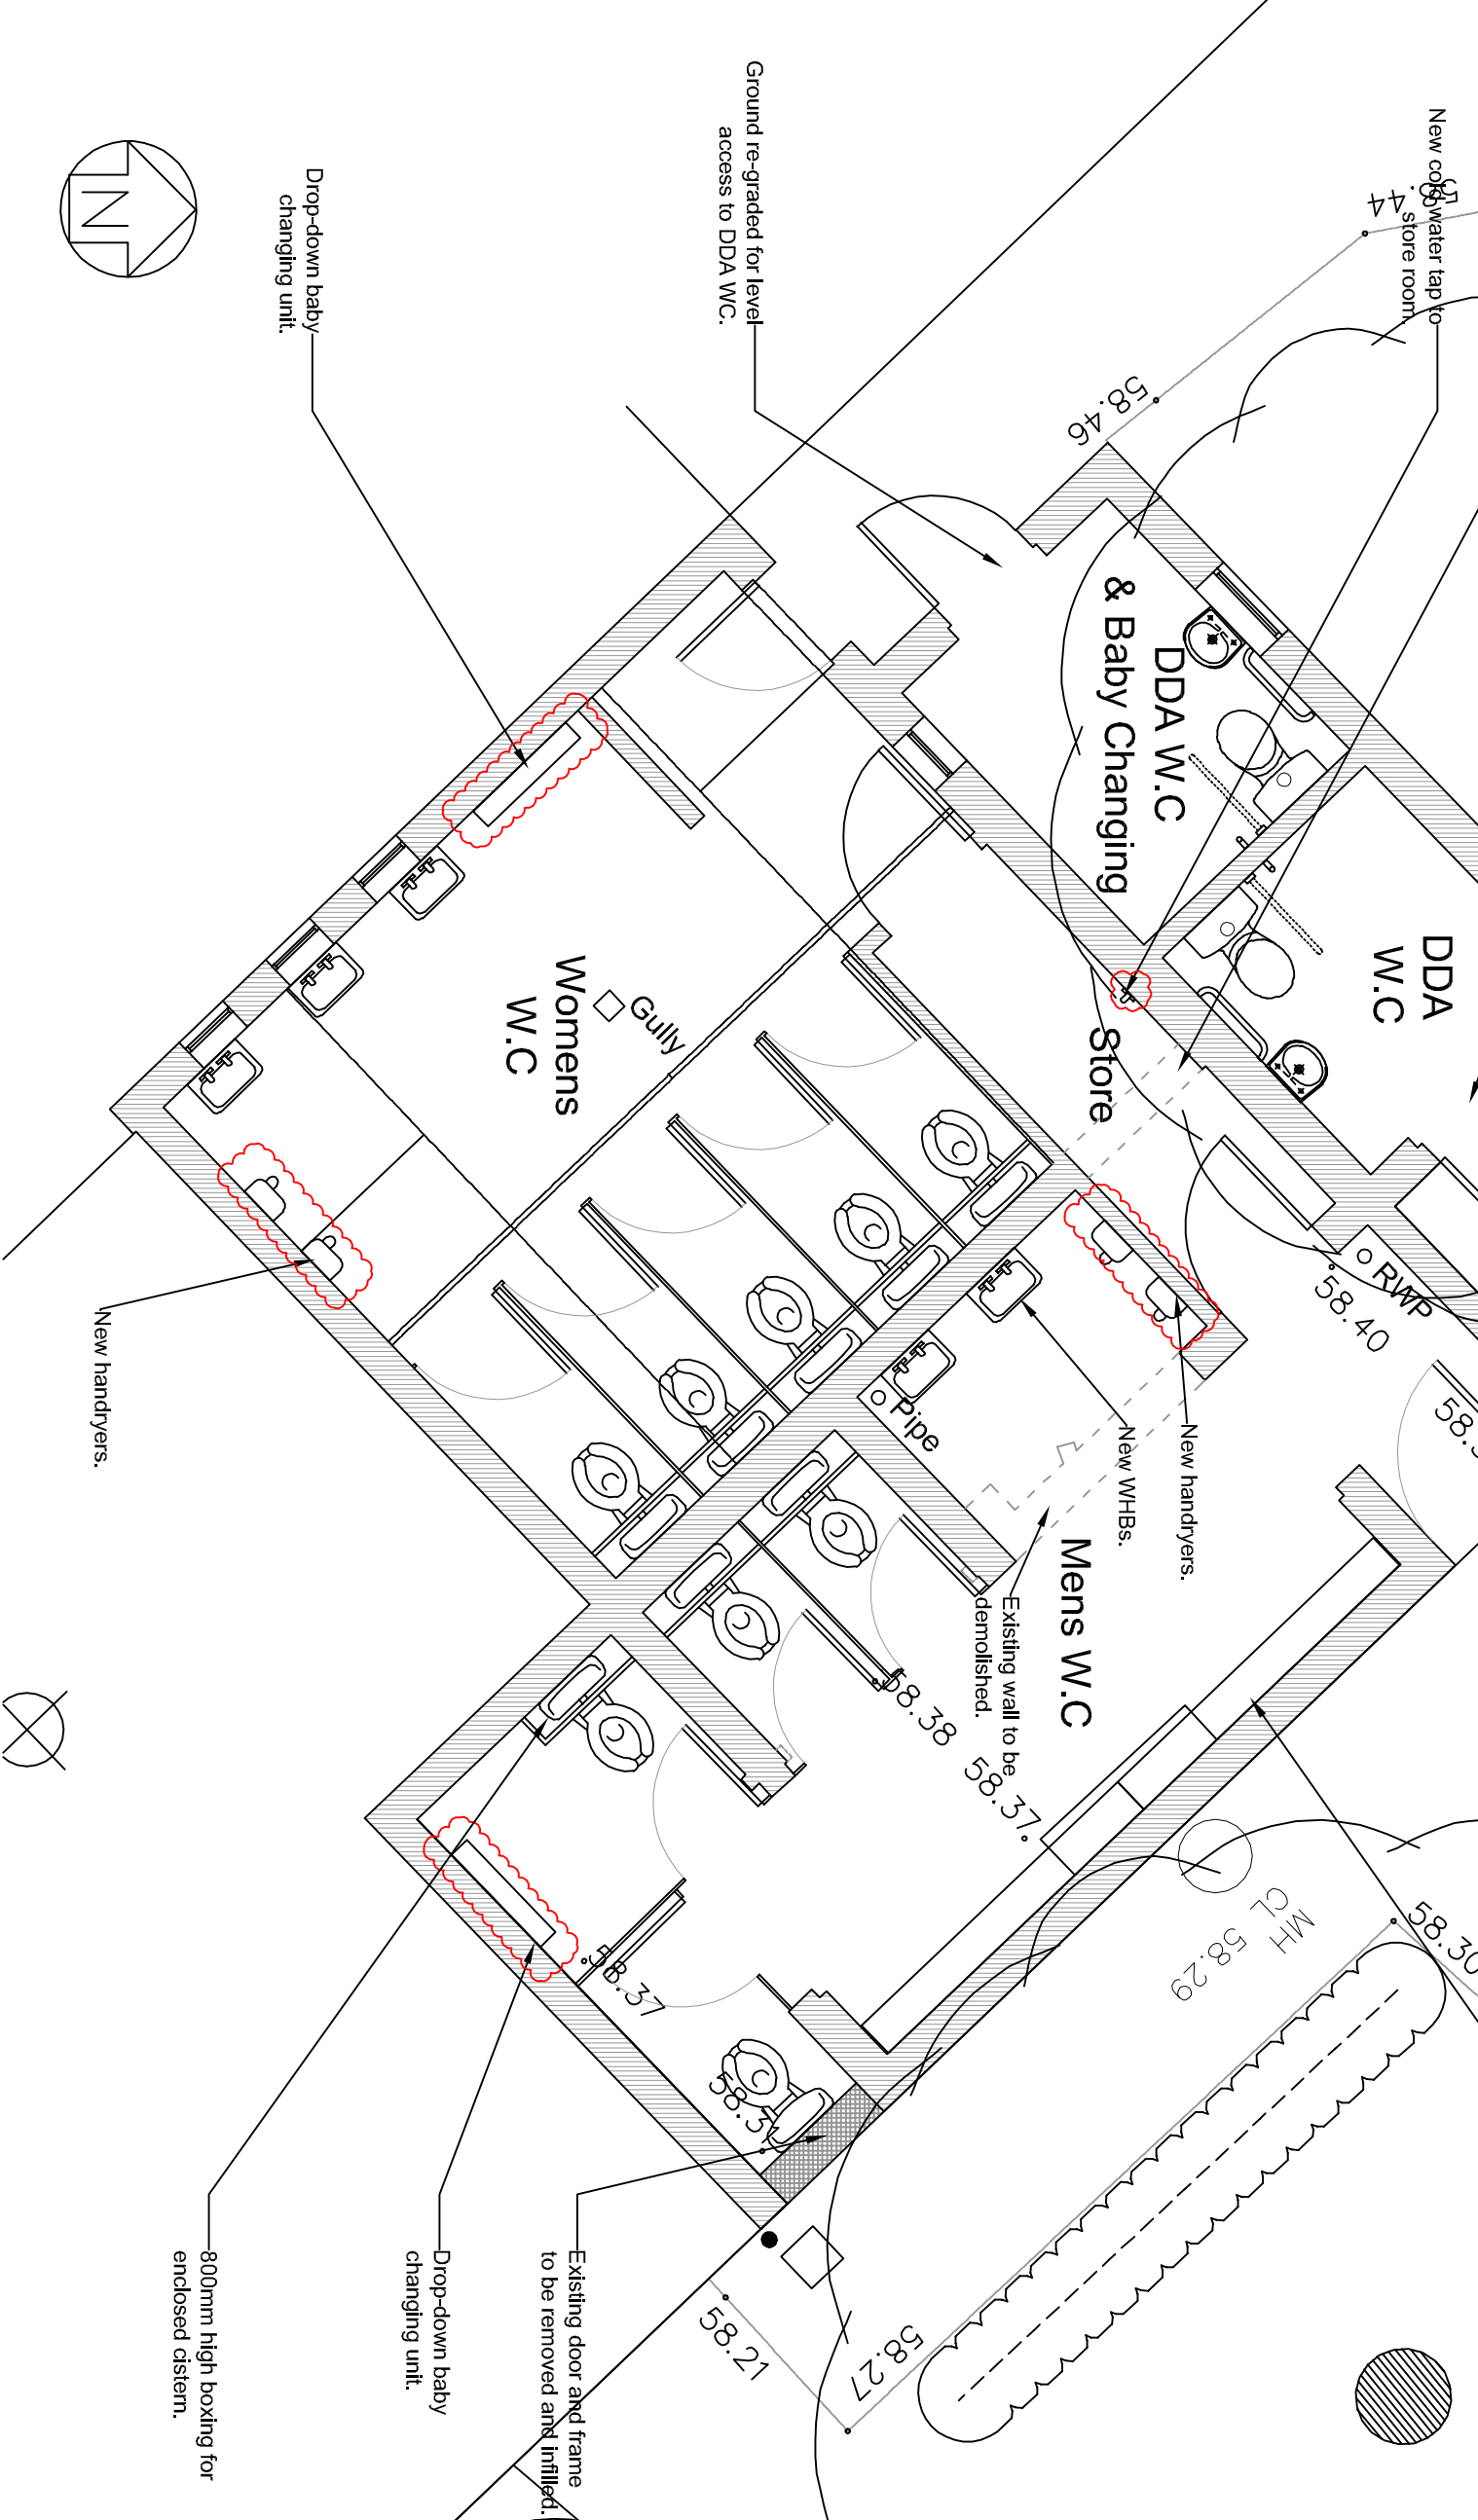 New cold water tap to
store room.
58.44
Ground re-graded for level
access to DDA WC.
Drop-down baby
changing unit.
N
58.46
DDA W.C
& Baby Changing
DDA
W.C
Store
Womens
W.C
Gully
RWP
58.40
New handryers.
New handryers.
New WHBs.
Pipe
Mens W.C
Existing wall to be
demolished.
58.38
58.37
58.37
MH
CL 58.29
58.30
58.27
58.21
Existing door and frame
to be removed and infilled.
Drop-down baby
changing unit.
800mm high boxing for
enclosed cistern.